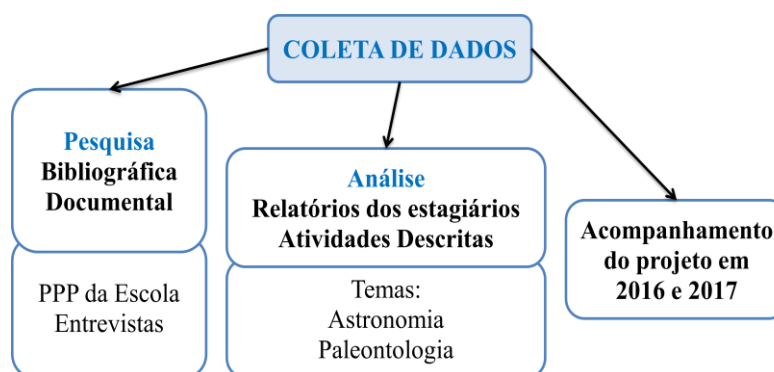 COLETA DE DADOS
Pesquisa
Bibliográfica
Documental
PPP da Escola
Entrevistas
Análise
Relatórios dos estagiários
Atividades Descritas
Temas:
Astronomia
Paleontologia
Acompanhamento
do projeto em
2016 e 2017